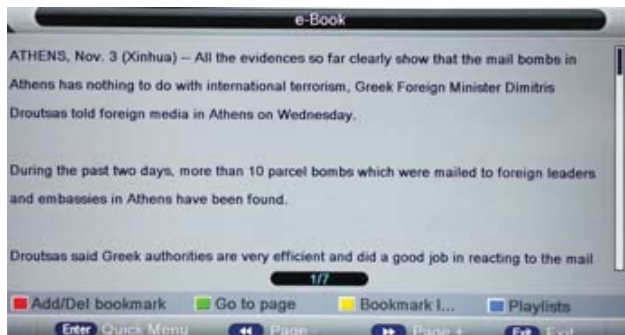 e-Book
ATHENS, Nov. 3 (Xinhua) -- All the evidences so far clearly show that the mail bombs in
Athens has nothing to do with international terrorism, Greek Foreign Minister Dimitris
Droutsas told foreign media in Athens on Wednesday.
During the past two days, more than 10 parcel bombs which were mailed to foreign leaders
and embassies in Athens have been found.
Droutsas said Greek authorities are very efficient and did a good job in reacting to the mail
1/7
Add/Del bookmark Go to page Bookmark l... Playlists
Enter Quick Menu Page - Page + Exit Exit